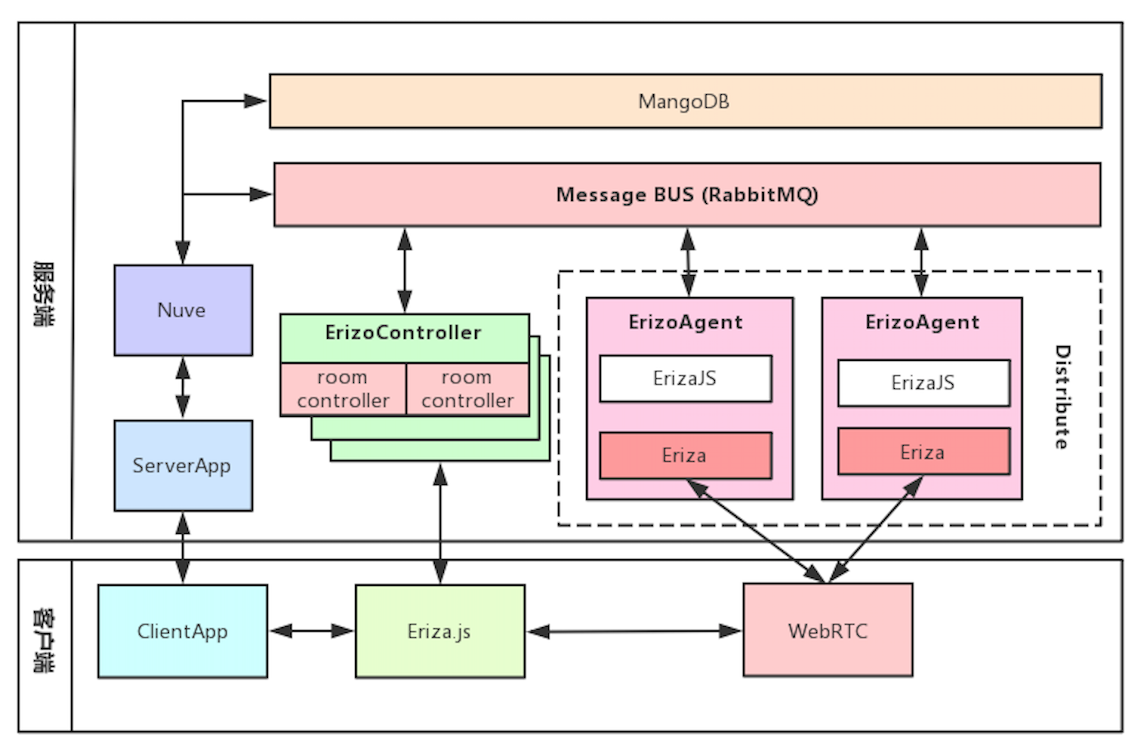 服务端
MangoDB
Message BUS (RabbitMQ)
Nuve
ServerApp
ErizoController
room
controller
room
controller
ErizoAgent
ErizaJS
Eriza
ErizoAgent
ErizaJS
Eriza
Distribute
客户端
ClientApp
Eriza.js
WebRTC